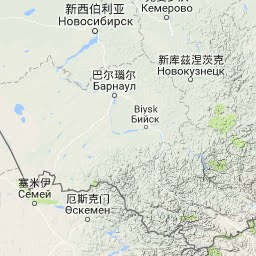 新西伯利亚
Новосибирск
Кемерово
巴尔瑙尔
Барнаул
新库兹涅茨克
Новокузнецк
Biysk
Бийск
塞米伊
Семей
厄斯克门
Өскемен